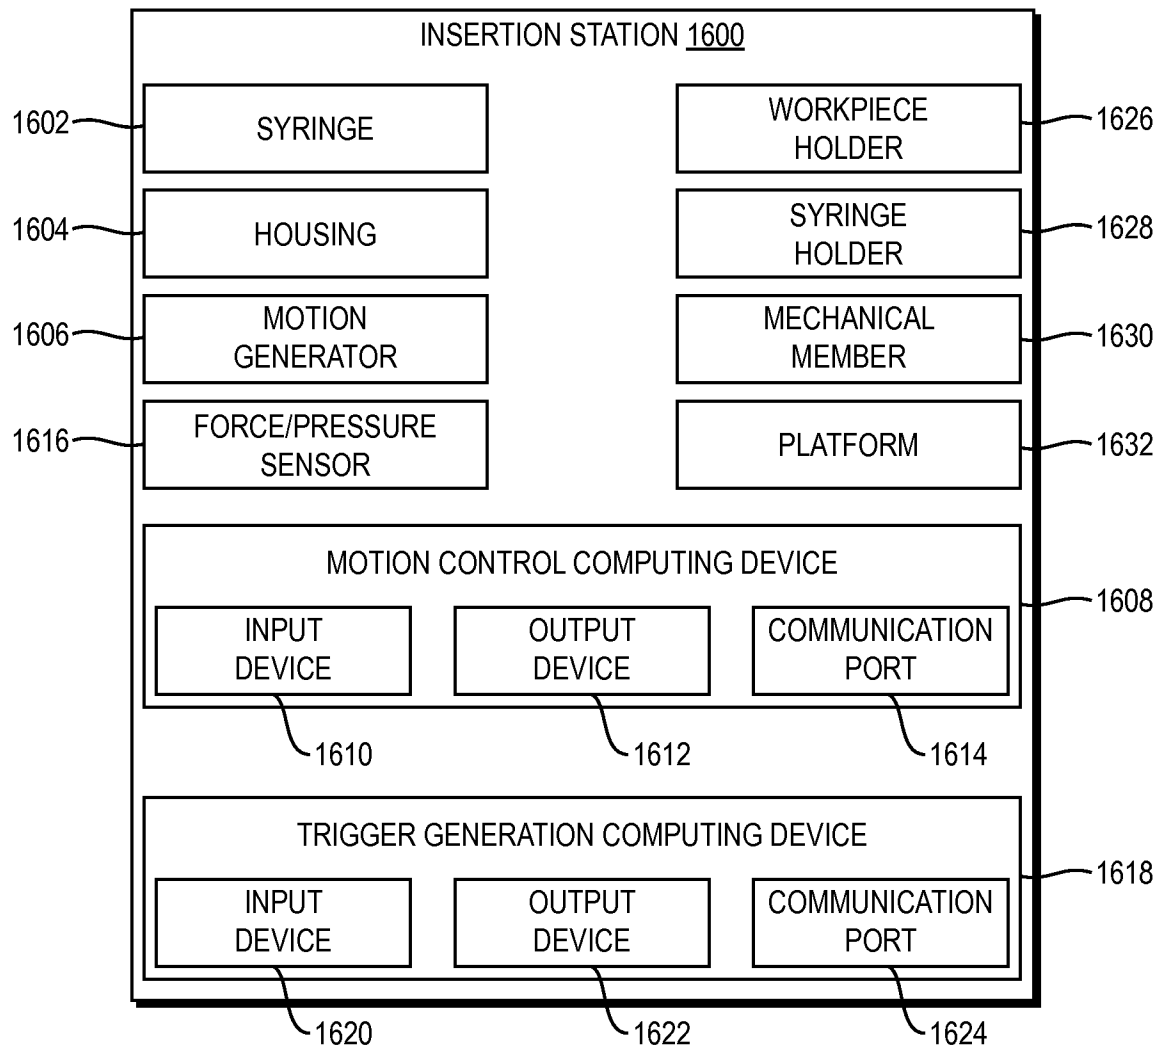 INSERTION STATION 1600
1602
SYRINGE
WORKPIECE
HOLDER
1626
1604
HOUSING
SYRINGE
HOLDER
1628
1606
MOTION
GENERATOR
MECHANICAL
MEMBER
1630
1616
FORCE/PRESSURE
SENSOR
PLATFORM
1632
MOTION CONTROL COMPUTING DEVICE
1608
INPUT
DEVICE
OUTPUT
DEVICE
COMMUNICATION
PORT
1610
1612
1614
TRIGGER GENERATION COMPUTING DEVICE
1618
INPUT
DEVICE
OUTPUT
DEVICE
COMMUNICATION
PORT
1620
1622
1624